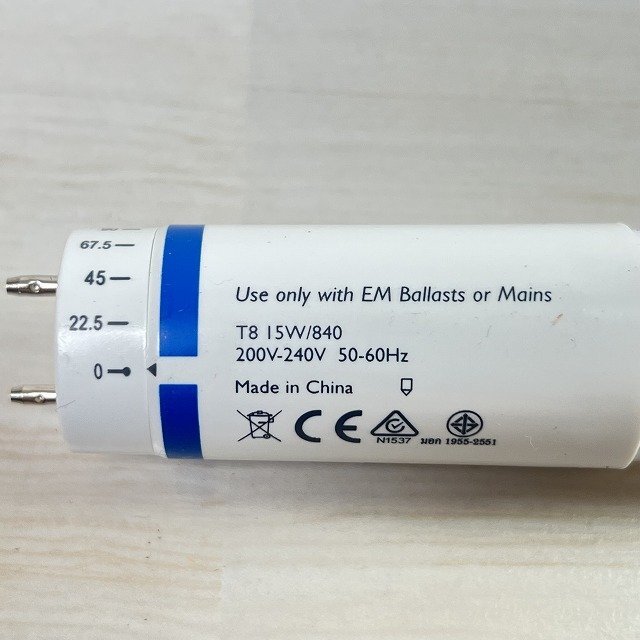 67.5
45
22.5
0
Use only with EM Ballasts or Mains
T8 15W/840
200V-240V 50-60Hz
Made in China
CE
N1537 มอก 1955-2551